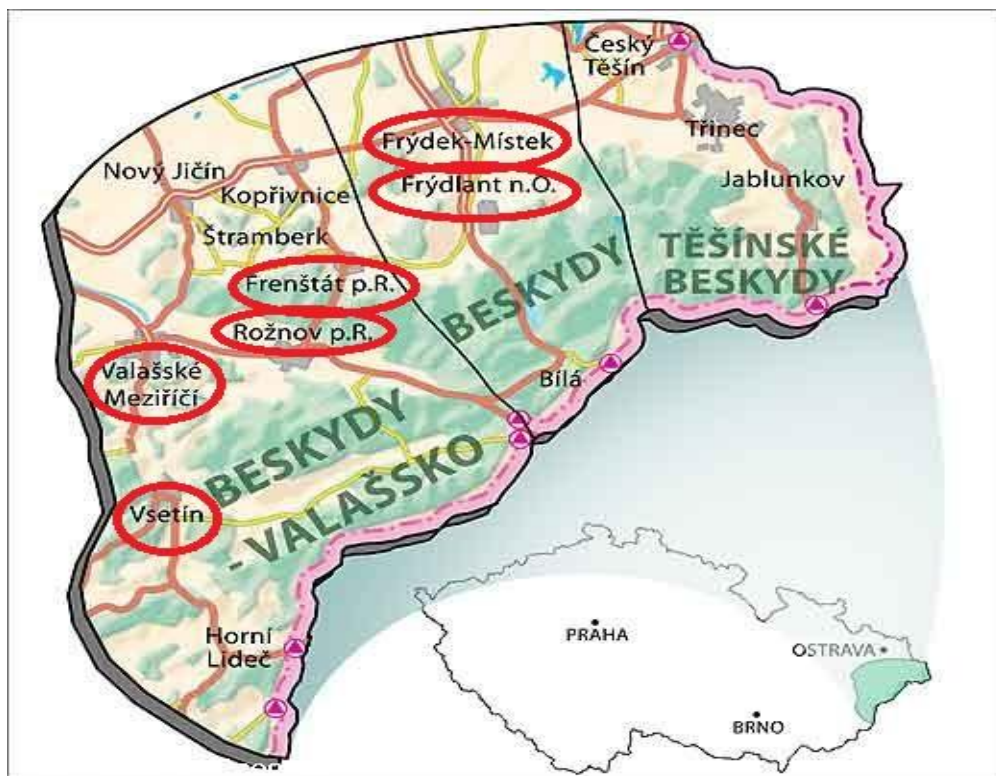 Český
Těšín
Třinec
Frýdek-Místek
Nový Jičín
Frýdlant n.O.
Jablunkov
Kopřivnice
Štramberk
TĚŠÍNSKÉ
BESKYDY
BESKYDY
Frenštát p.R.
Rožnov p.R.
Valašské
Meziříčí
Bílá
BESKYDY
-VALAŠSKO
Vsetín
Horní
Lideč
PRAHA
OSTRAVA
BRNO